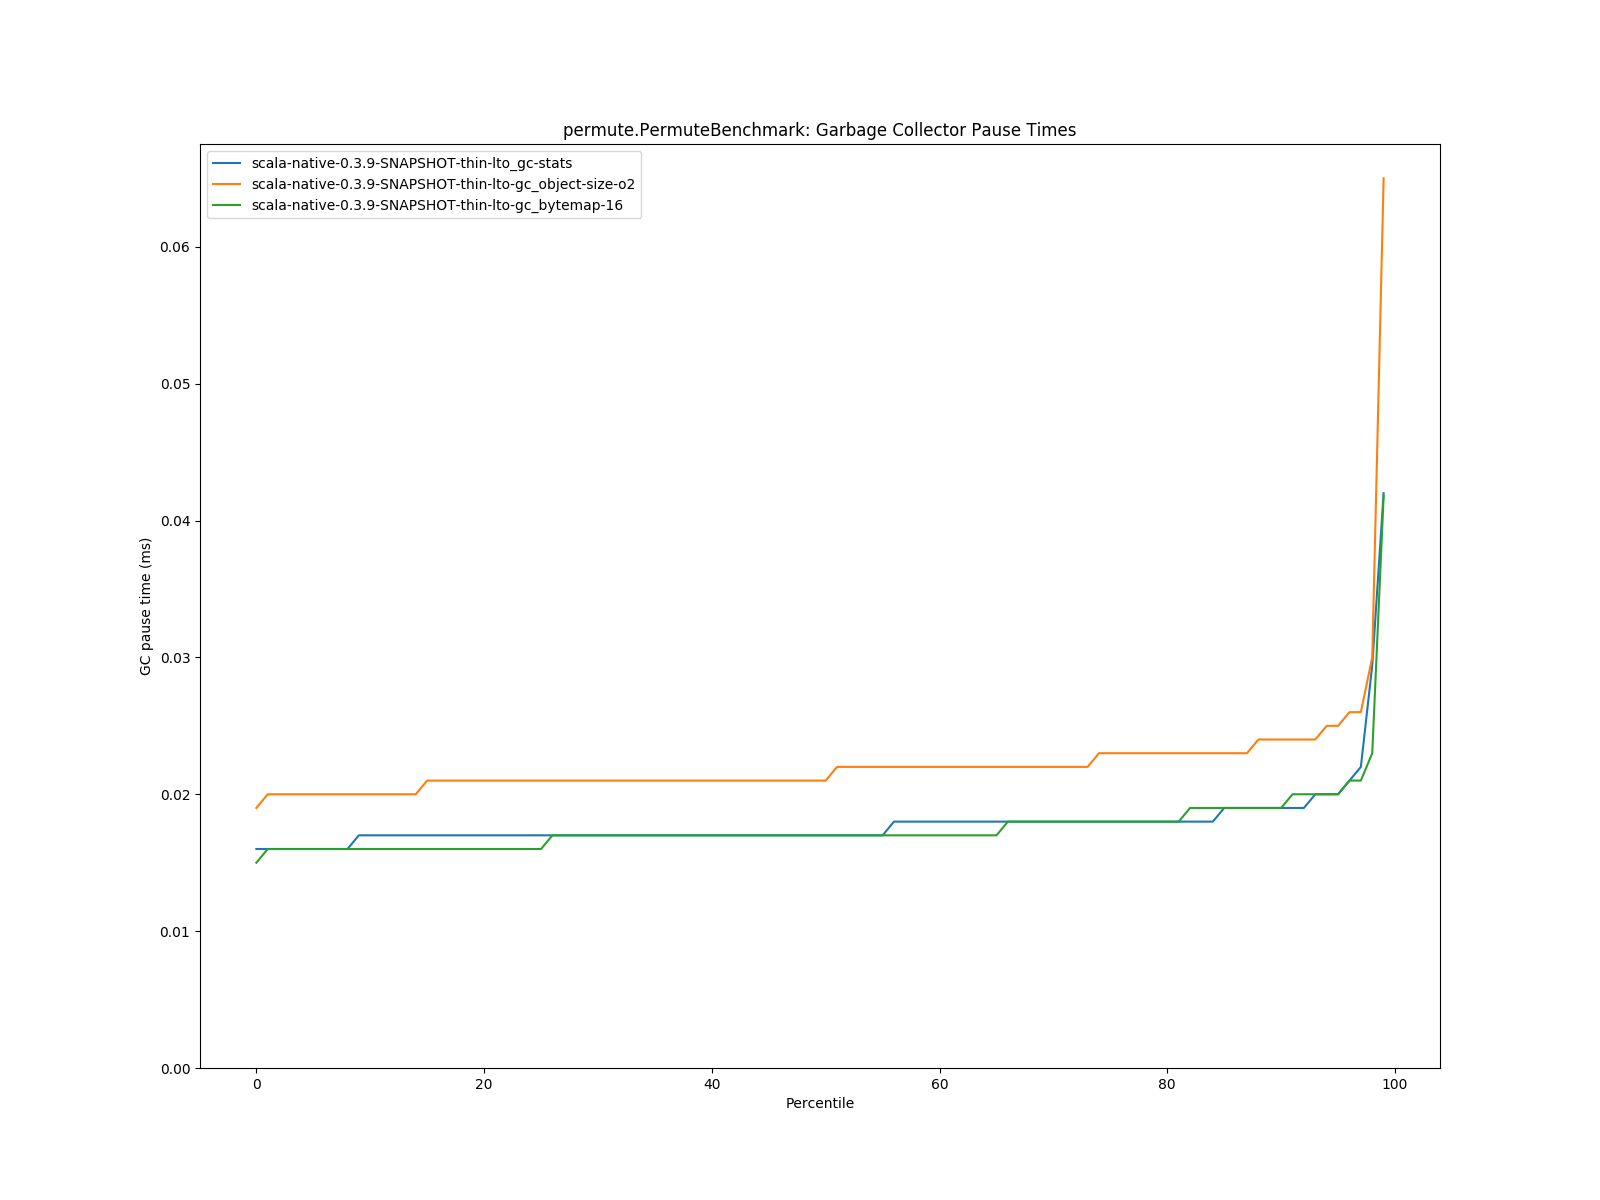 permute.PermuteBenchmark: Garbage Collector Pause Times
scala-native-0.3.9-SNAPSHOT-thin-lto_gc-stats
scala-native-0.3.9-SNAPSHOT-thin-lto-gc_object-size-o2
scala-native-0.3.9-SNAPSHOT-thin-lto-gc_bytemap-16
GC pause time (ms)
0.06
0.05
0.04
0.03
0.02
0.01
0.00
0 20 40 60 80 100
Percentile